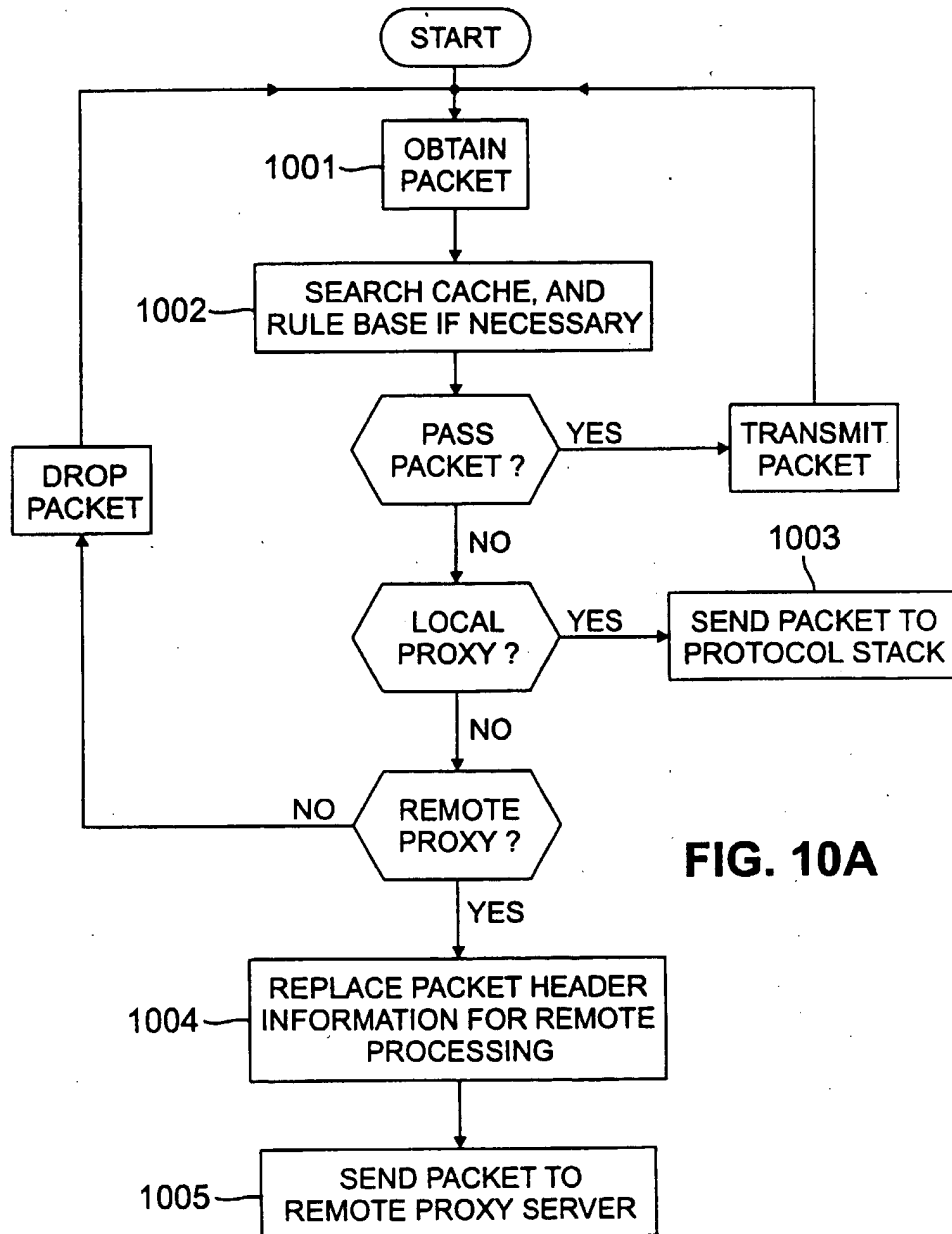 START
1001
OBTAIN
PACKET
1002
SEARCH CACHE, AND
RULE BASE IF NECESSARY
PASS
PACKET ?
YES
TRANSMIT
PACKET
DROP
PACKET
NO
1003
LOCAL
PROXY ?
YES
SEND PACKET TO
PROTOCOL STACK
NO
REMOTE
PROXY ?
NO
FIG. 10A
YES
1004
REPLACE PACKET HEADER
INFORMATION FOR REMOTE
PROCESSING
1005
SEND PACKET TO
REMOTE PROXY SERVER